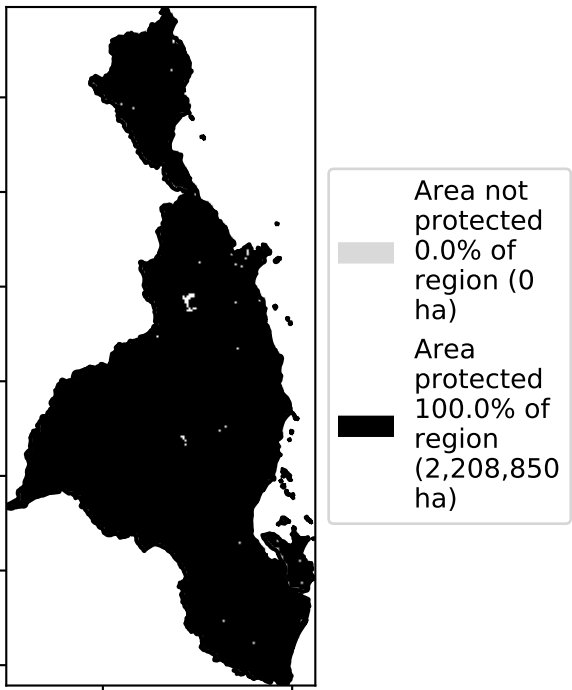 Area not
protected
0.0% of
region (0
ha)
Area
protected
100.0% of
region
(2,208,850
ha)